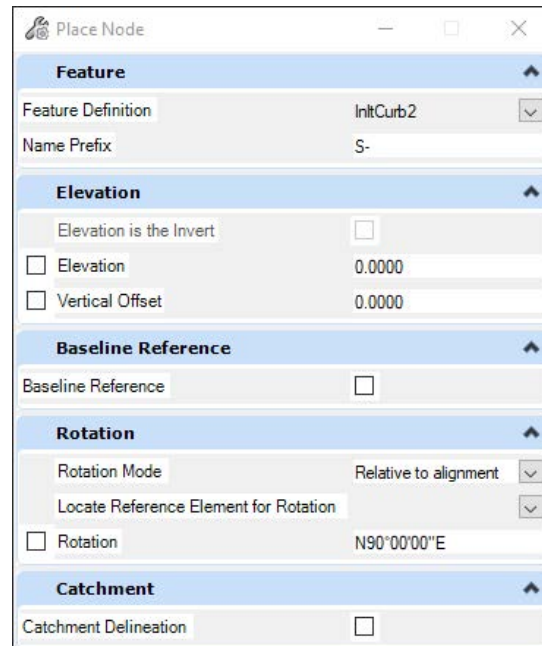 Place Node
Feature
Feature Definition InltCurb2
Name Prefix S-
Elevation
Elevation is the Invert
Elevation 0.0000
Vertical Offset 0.0000
Baseline Reference
Baseline Reference
Rotation
Rotation Mode Relative to alignment
Locate Reference Element for Rotation
Rotation N90°00'00"E
Catchment
Catchment Delineation